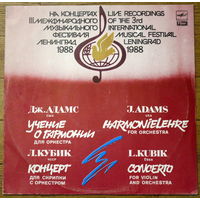 НА КОНЦЕРТАХ
III МЕЖДУНАРОДНОГО
МУЗЫКАЛЬНОГО
ФЕСТИВАЛЯ
ЛЕНИНГРАД
1988
LIVE RECORDINGS
OF THE 3rd
INTERNATIONAL
MUSICAL FESTIVAL
LENINGRAD
1988
Дж.АДАМС
США
УЧЕНИЕ
О ГАРМОНИИ
ДЛЯ ОРКЕСТРА
J.ADAMS
USA
HARMONIELEHRE
FOR ORCHESTRA
Л.КУБИК
ЧССР
КОНЦЕРТ
ДЛЯ СКРИПКИ
С ОРКЕСТРОМ
L.KUBIK
CONCERTO
FOR VIOLIN
AND ORCHESTRA